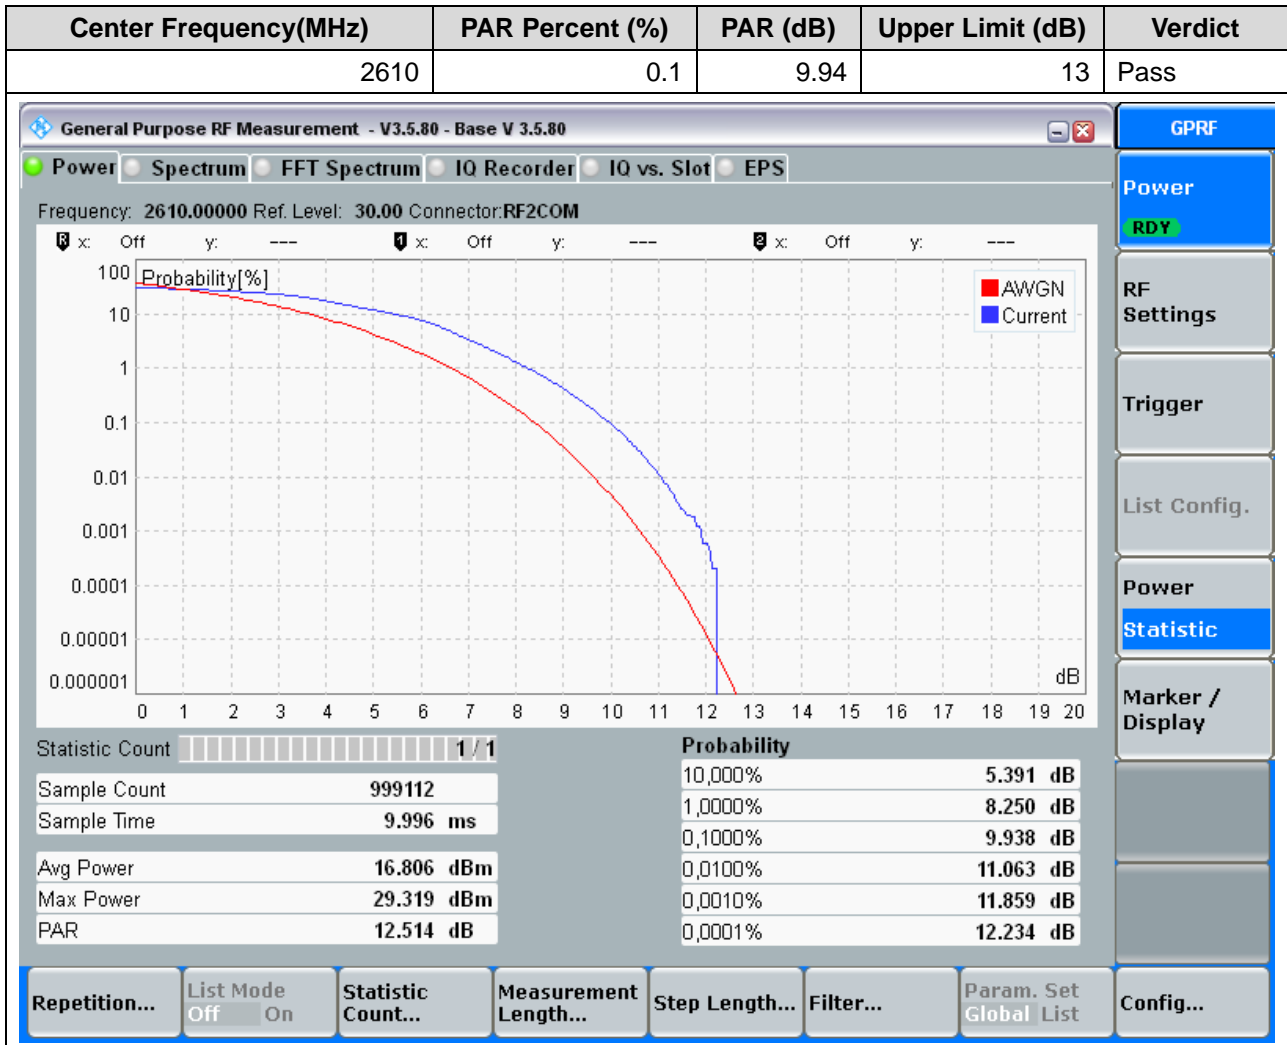 Center Frequency(MHz) PAR Percent (%) PAR (dB) Upper Limit (dB) Verdict
2610 0.1 9.94 13 Pass
General Purpose RF Measurement - V3.5.80 - Base V 3.5.80
GPRF
Power Spectrum FFT Spectrum IQ Recorder IQ vs. Slot EPS
Frequency: 2610.00000 Ref. Level: 30.00 Connector:RF2COM
R x: Off y: --- 1 x: Off y: --- 2 x: Off y: ---
Probability[%]
100
10
1
0.1
0.01
0.001
0.0001
0.00001
0.000001
AWGN
Current
dB
0 1 2 3 4 5 6 7 8 9 10 11 12 13 14 15 16 17 18 19 20
Statistic Count 1 / 1
Sample Count 999112
Sample Time 9.996 ms
Avg Power 16.806 dBm
Max Power 29.319 dBm
PAR 12.514 dB
Probability
10,000% 5.391 dB
1,0000% 8.250 dB
0,1000% 9.938 dB
0,0100% 11.063 dB
0,0010% 11.859 dB
0,0001% 12.234 dB
Power
RDY
RF
Settings
Trigger
List Config.
Power
Statistic
Marker /
Display
Repetition...
List Mode
Off On
Statistic
Count...
Measurement
Length...
Step Length...
Filter...
Param. Set
Global List
Config...